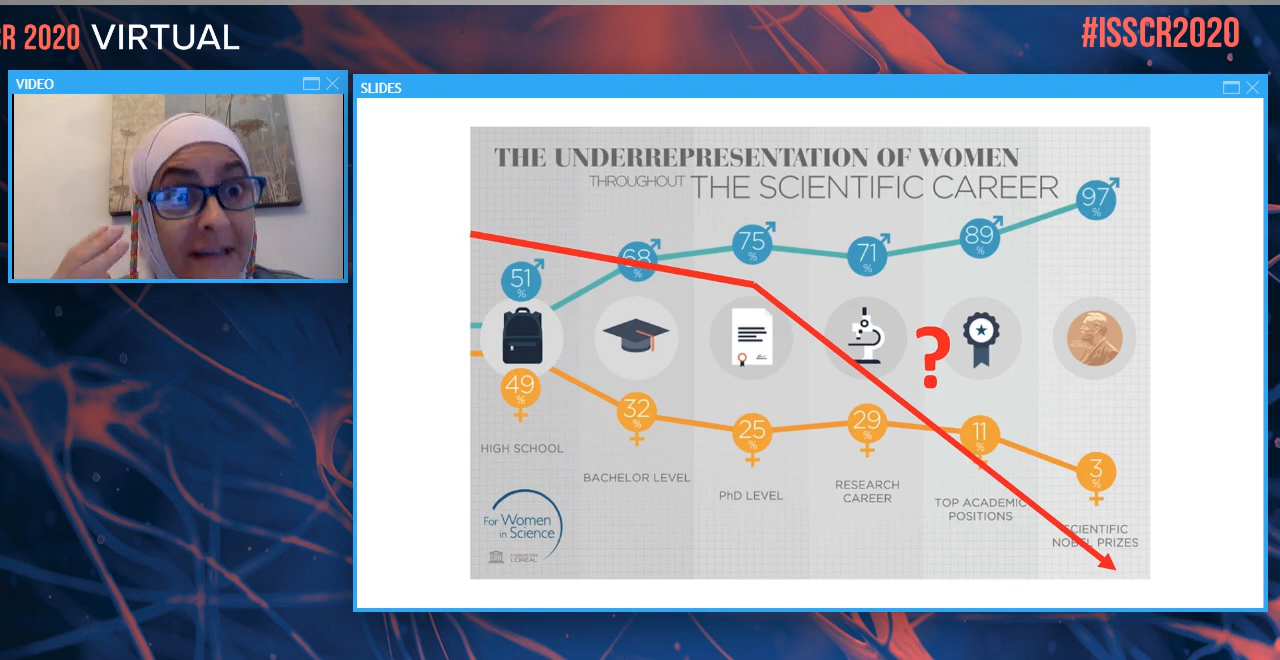 R 2020 VIRTUAL
#ISSCR2020
VIDEO
SLIDES
THE UNDERREPRESENTATION OF WOMEN
THROUGHOUT THE SCIENTIFIC CAREER
51
%
68
%
75
%
71
%
89
%
97
%
?
49
%
32
%
25
%
29
%
11
%
3
%
HIGH SCHOOL
BACHELOR LEVEL
PhD LEVEL
RESEARCH
CAREER
TOP ACADEMIC
POSITIONS
SCIENTIFIC
NOBEL PRIZES
For Women
in Science
FONDATION
L'ORÉAL